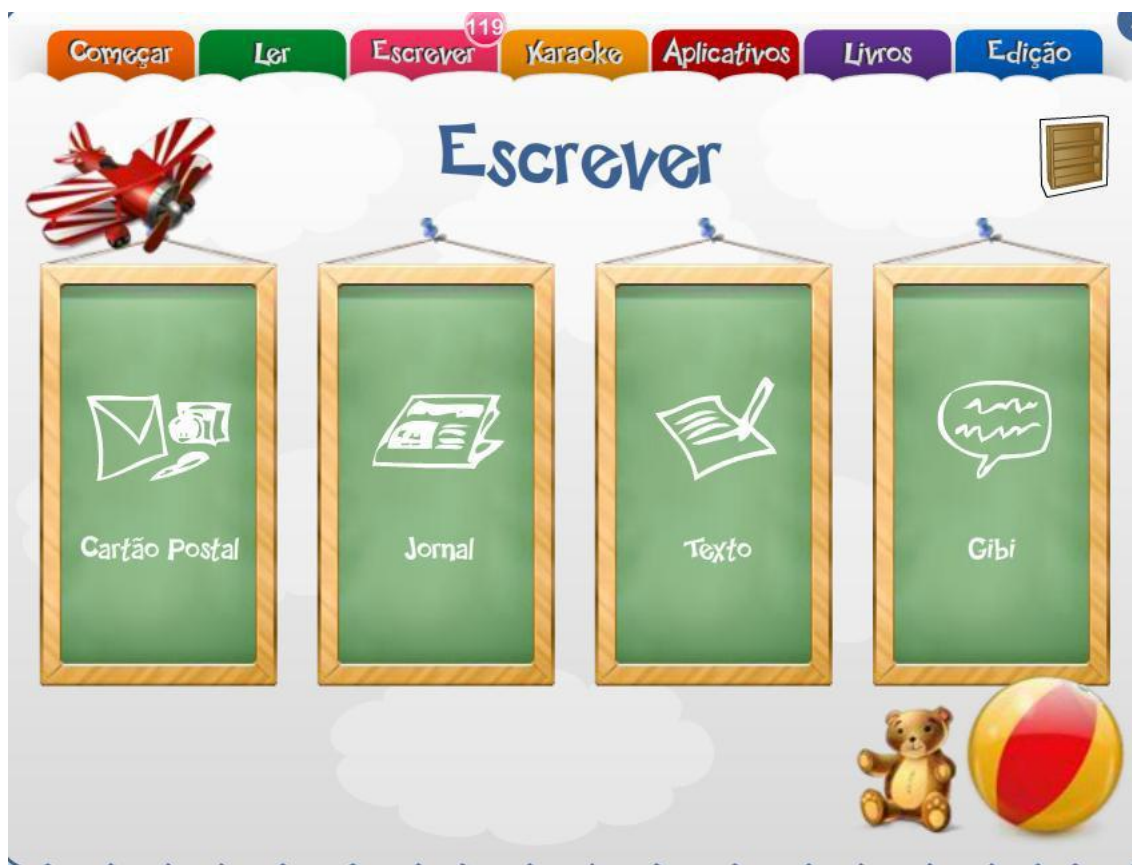 Começar Ler Escrever 119 Karaoke Aplicativos Livros Edição
Escrever
Cartão Postal Jornal Texto Gibi